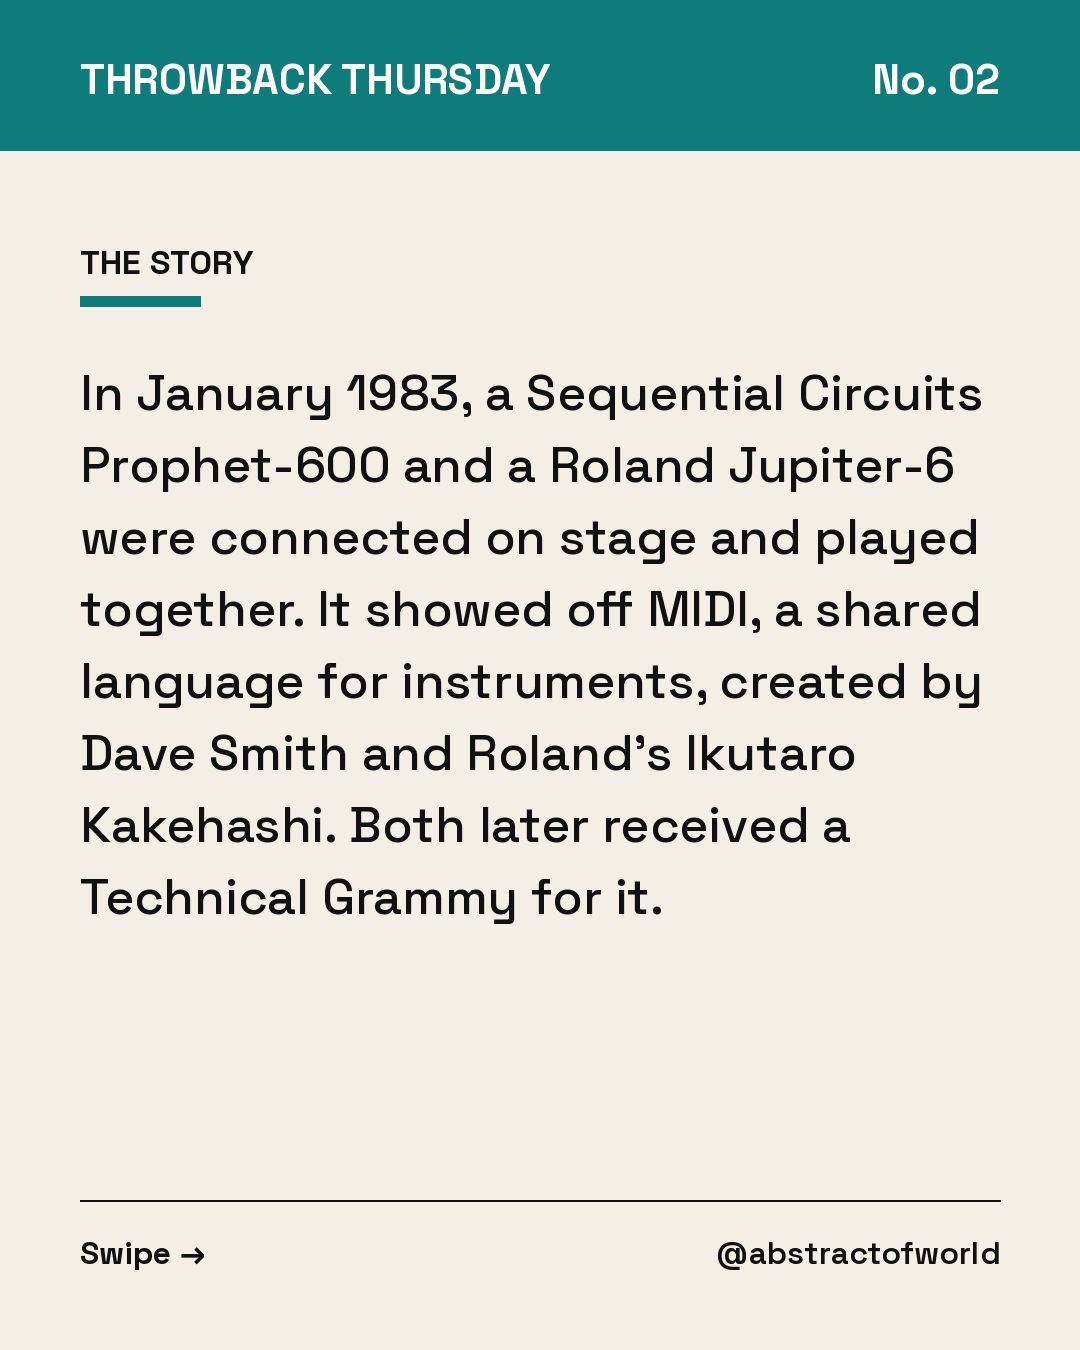 THROWBACK THURSDAY
No. 02
THE STORY
In January 1983, a Sequential Circuits
Prophet-600 and a Roland Jupiter-6
were connected on stage and played
together. It showed off MIDI, a shared
language for instruments, created by
Dave Smith and Roland’s Ikutaro
Kakehashi. Both later received a
Technical Grammy for it.
Swipe →
@abstractofworld